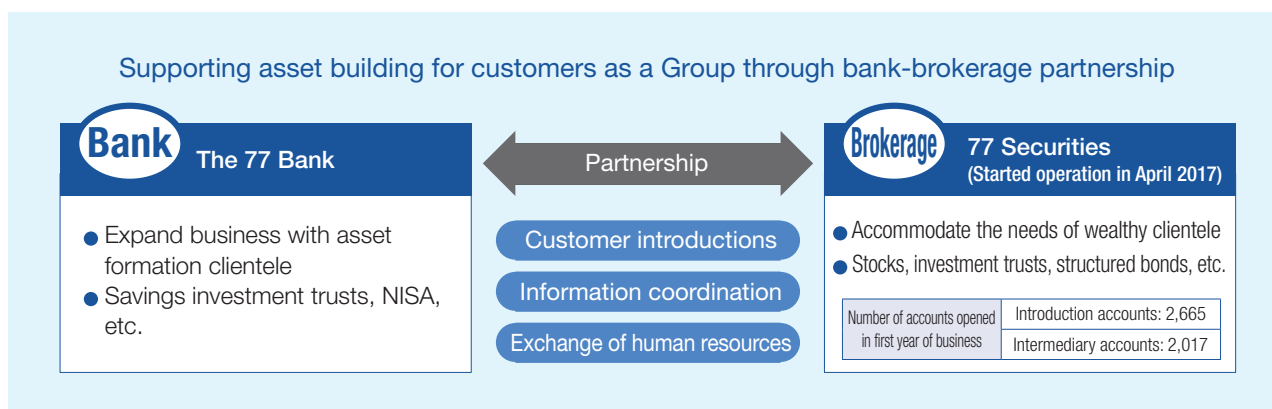 Supporting asset building for customers as a Group through bank-brokerage partnership
Bank
The 77 Bank
● Expand business with asset
formation clientele
● Savings investment trusts, NISA,
etc.
Partnership
Customer introductions
Information coordination
Exchange of human resources
Brokerage
77 Securities
(Started operation in April 2017)
● Accommodate the needs of wealthy clientele
● Stocks, investment trusts, structured bonds, etc.
Number of accounts opened
in first year of business
Introduction accounts: 2,665
Intermediary accounts: 2,017